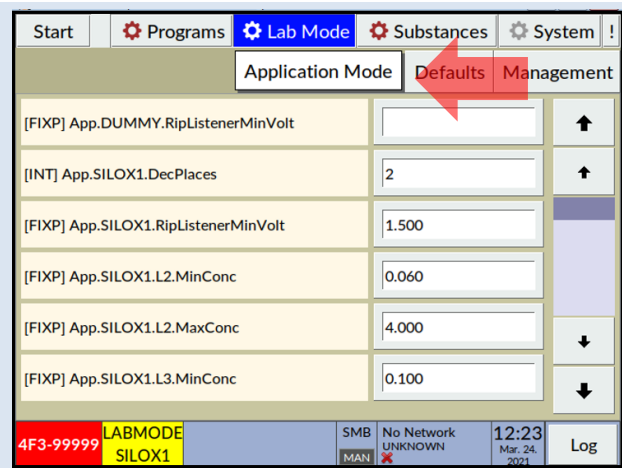 Start Programs Lab Mode Substances System !
Application Mode Defaults Management
[FIXP] App.DUMMY.RipListenerMinVolt
[INT] App.SILOX1.DecPlaces 2
[FIXP] App.SILOX1.RipListenerMinVolt 1.500
[FIXP] App.SILOX1.L2.MinConc 0.060
[FIXP] App.SILOX1.L2.MaxConc 4.000
[FIXP] App.SILOX1.L3.MinConc 0.100
4F3-99999 LABMODE SILOX1 SMB MAN No Network UNKNOWN 12:23 Mar. 24. 2021 Log